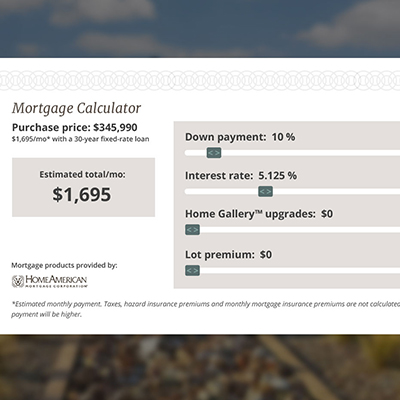 Mortgage Calculator
Purchase price: $345,990
$1,695/mo* with a 30-year fixed-rate loan
Estimated total/mo:
$1,695
Down payment: 10 %
< >
Interest rate: 5.125 %
< >
Home Gallery™ upgrades: $0
< >
Lot premium: $0
< >
Mortgage products provided by:
HOMEAMERICAN
MORTGAGE CORPORATION
*Estimated monthly payment. Taxes, hazard insurance premiums and monthly mortgage insurance premiums are not calculated
payment will be higher.